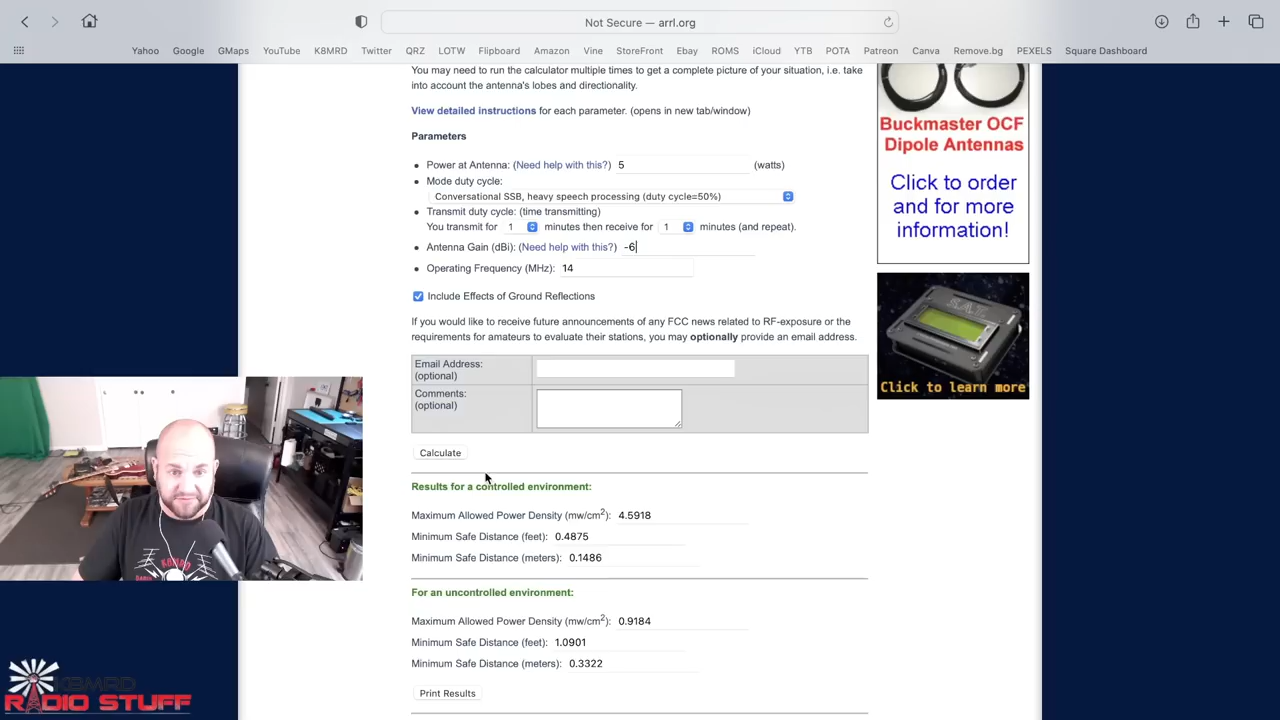 Not Secure — arrl.org
Yahoo Google GMaps YouTube K8MRD Twitter QRZ LOTW Flipboard Amazon Vine StoreFront Ebay ROMS iCloud YTB POTA Patreon Canva Remove.bg PEXELS Square Dashboard
You may need to run the calculator multiple times to get a complete picture of your situation, i.e. take
into account the antenna's lobes and directionality.
View detailed instructions for each parameter. (opens in new tab/window)
Parameters
• Power at Antenna: (Need help with this?) 5 (watts)
• Mode duty cycle:
Conversational SSB, heavy speech processing (duty cycle=50%)
• Transmit duty cycle: (time transmitting)
You transmit for 1 minutes then receive for 1 minutes (and repeat).
• Antenna Gain (dBi): (Need help with this?) -6
• Operating Frequency (MHz): 14
Include Effects of Ground Reflections
If you would like to receive future announcements of any FCC news related to RF-exposure or the
requirements for amateurs to evaluate their stations, you may optionally provide an email address.
Email Address:
(optional)
Comments:
(optional)
Calculate
Results for a controlled environment:
Maximum Allowed Power Density (mw/cm2): 4.5918
Minimum Safe Distance (feet): 0.4875
Minimum Safe Distance (meters): 0.1486
For an uncontrolled environment:
Maximum Allowed Power Density (mw/cm2): 0.9184
Minimum Safe Distance (feet): 1.0901
Minimum Safe Distance (meters): 0.3322
Print Results
Buckmaster OCF
Dipole Antennas
Click to order
and for more
information!
Click to learn more
K8MRD
K8MRD
RADIO STUFF